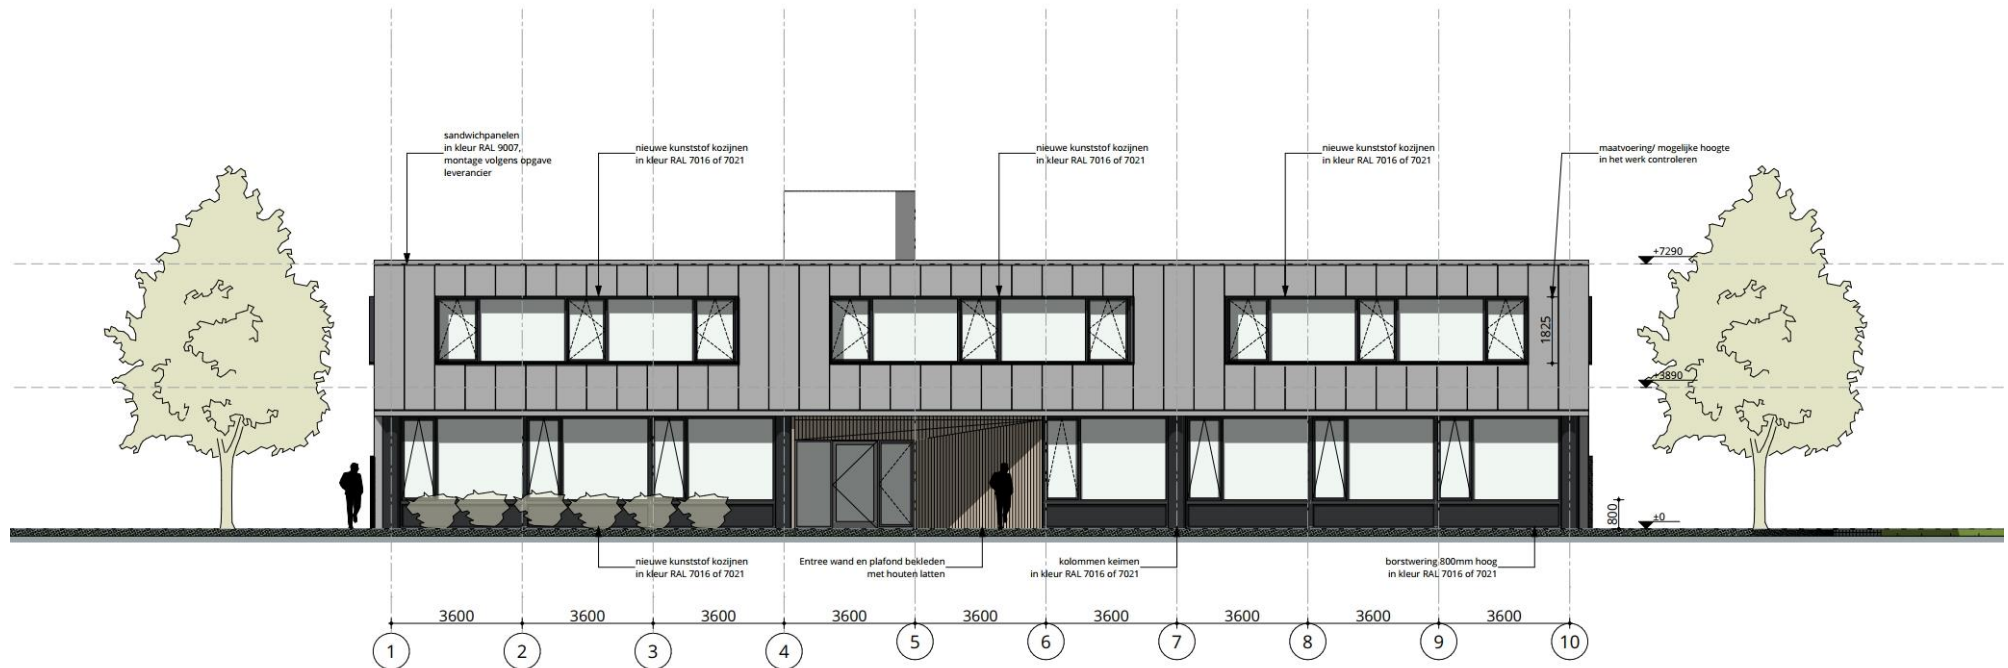 sandwichpanelen
in kleur RAL 9007,
montage volgens opgave
leverancier
nieuwe kunststof kozijnen
in kleur RAL 7016 of 7021
nieuwe kunststof kozijnen
in kleur RAL 7016 of 7021
nieuwe kunststof kozijnen
in kleur RAL 7016 of 7021
maatvoering/ mogelijke hoogte
in het werk controleren
+7290
1825
+3890
800
±0
nieuwe kunststof kozijnen
in kleur RAL 7016 of 7021
Entree wand en plafond bekleden
met houten latten
kolommen keimen
in kleur RAL 7016 of 7021
borstwering 800mm hoog
in kleur RAL 7016 of 7021
3600 3600 3600 3600 3600 3600 3600 3600 3600
1 2 3 4 5 6 7 8 9 10